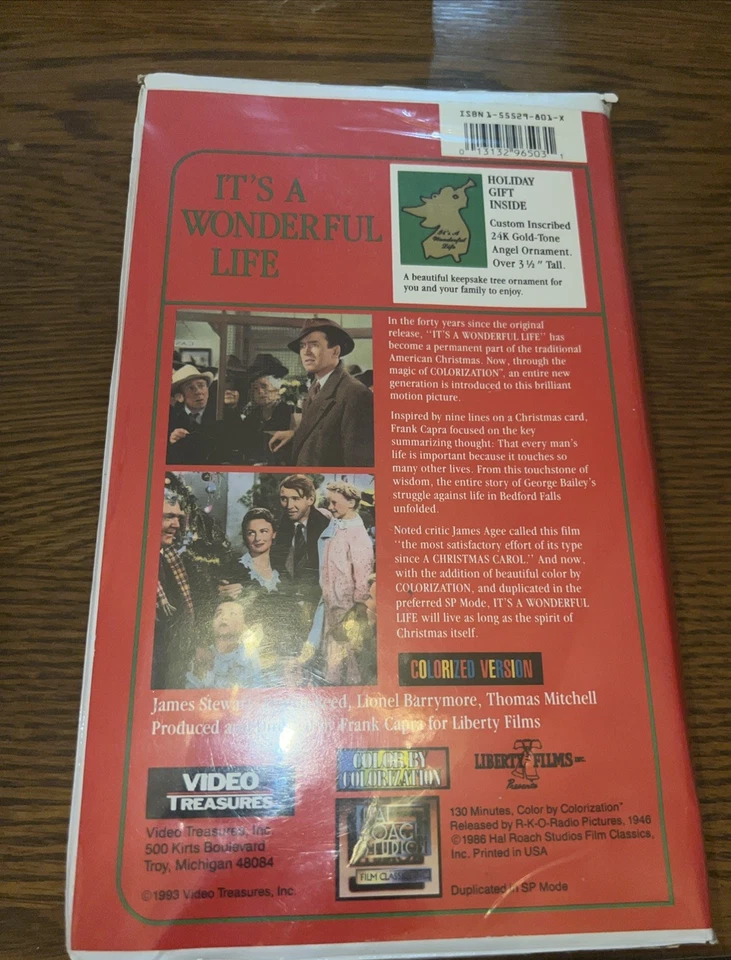 ISBN 1-55529-801-X
0 13132 96503 1
IT'S A
WONDERFUL
LIFE
It's A
Wonderful
Life
HOLIDAY
GIFT
INSIDE
Custom Inscribed
24K Gold-Tone
Angel Ornament.
Over 3 ½ " Tall.
A beautiful keepsake tree ornament for
you and your family to enjoy.
In the forty years since the original
release, "IT'S A WONDERFUL LIFE" has
become a permanent part of the traditional
American Christmas. Now, through the
magic of COLORIZATION", an entire new
generation is introduced to this brilliant
motion picture.
Inspired by nine lines on a Christmas card,
Frank Capra focused on the key
summarizing thought: That every man's
life is important because it touches so
many other lives. From this touchstone of
wisdom, the entire story of George Bailey's
struggle against life in Bedford Falls
unfolded.
Noted critic James Agee called this film
"the most satisfactory effort of its type
since A CHRISTMAS CAROL." And now,
with the addition of beautiful color by
COLORIZATION, and duplicated in the
preferred SP Mode, IT'S A WONDERFUL
LIFE will live as long as the spirit of
Christmas itself.
COLORIZED VERSION
James Lionel Barrymore, Thomas Mitchell
Produced Frank Capra for Liberty Films
VIDEO
TREASURES
Video Treasures, Inc.
500 Kirts Boulevard
Troy, Michigan 48084
©1993 Video Treasures, Inc.
COLOR BY
COLORIZATION
HAL
ROACH
STUDIOS
FILM CLASSICS INC
LIBERTY FILMS INC.
Presents
130 Minutes, Color by Colorization"
Released by R-K-O-Radio Pictures, 1946
©1986 Hal Roach Studios Film Classics,
Inc. Printed in USA
Duplicated in SP Mode